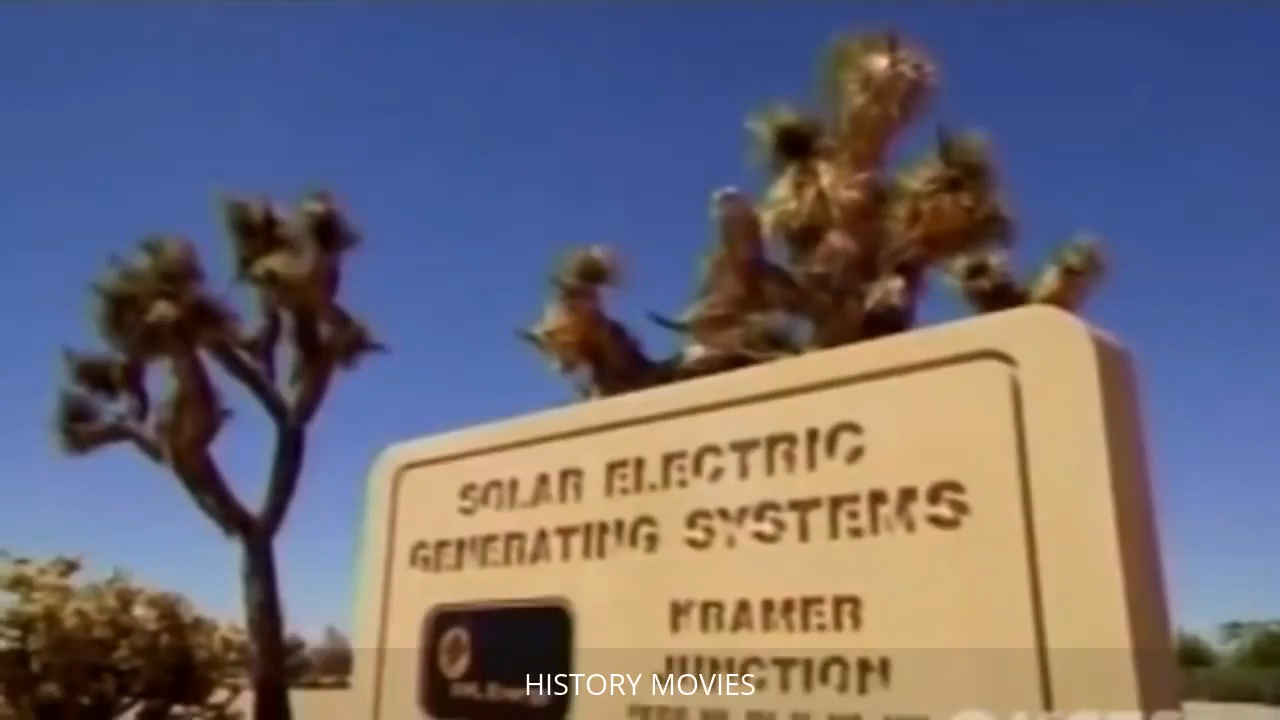 SOLAR ELECTRIC
GENERATING SYSTEMS
KRAMER
JUNCTION
HISTORY MOVIES